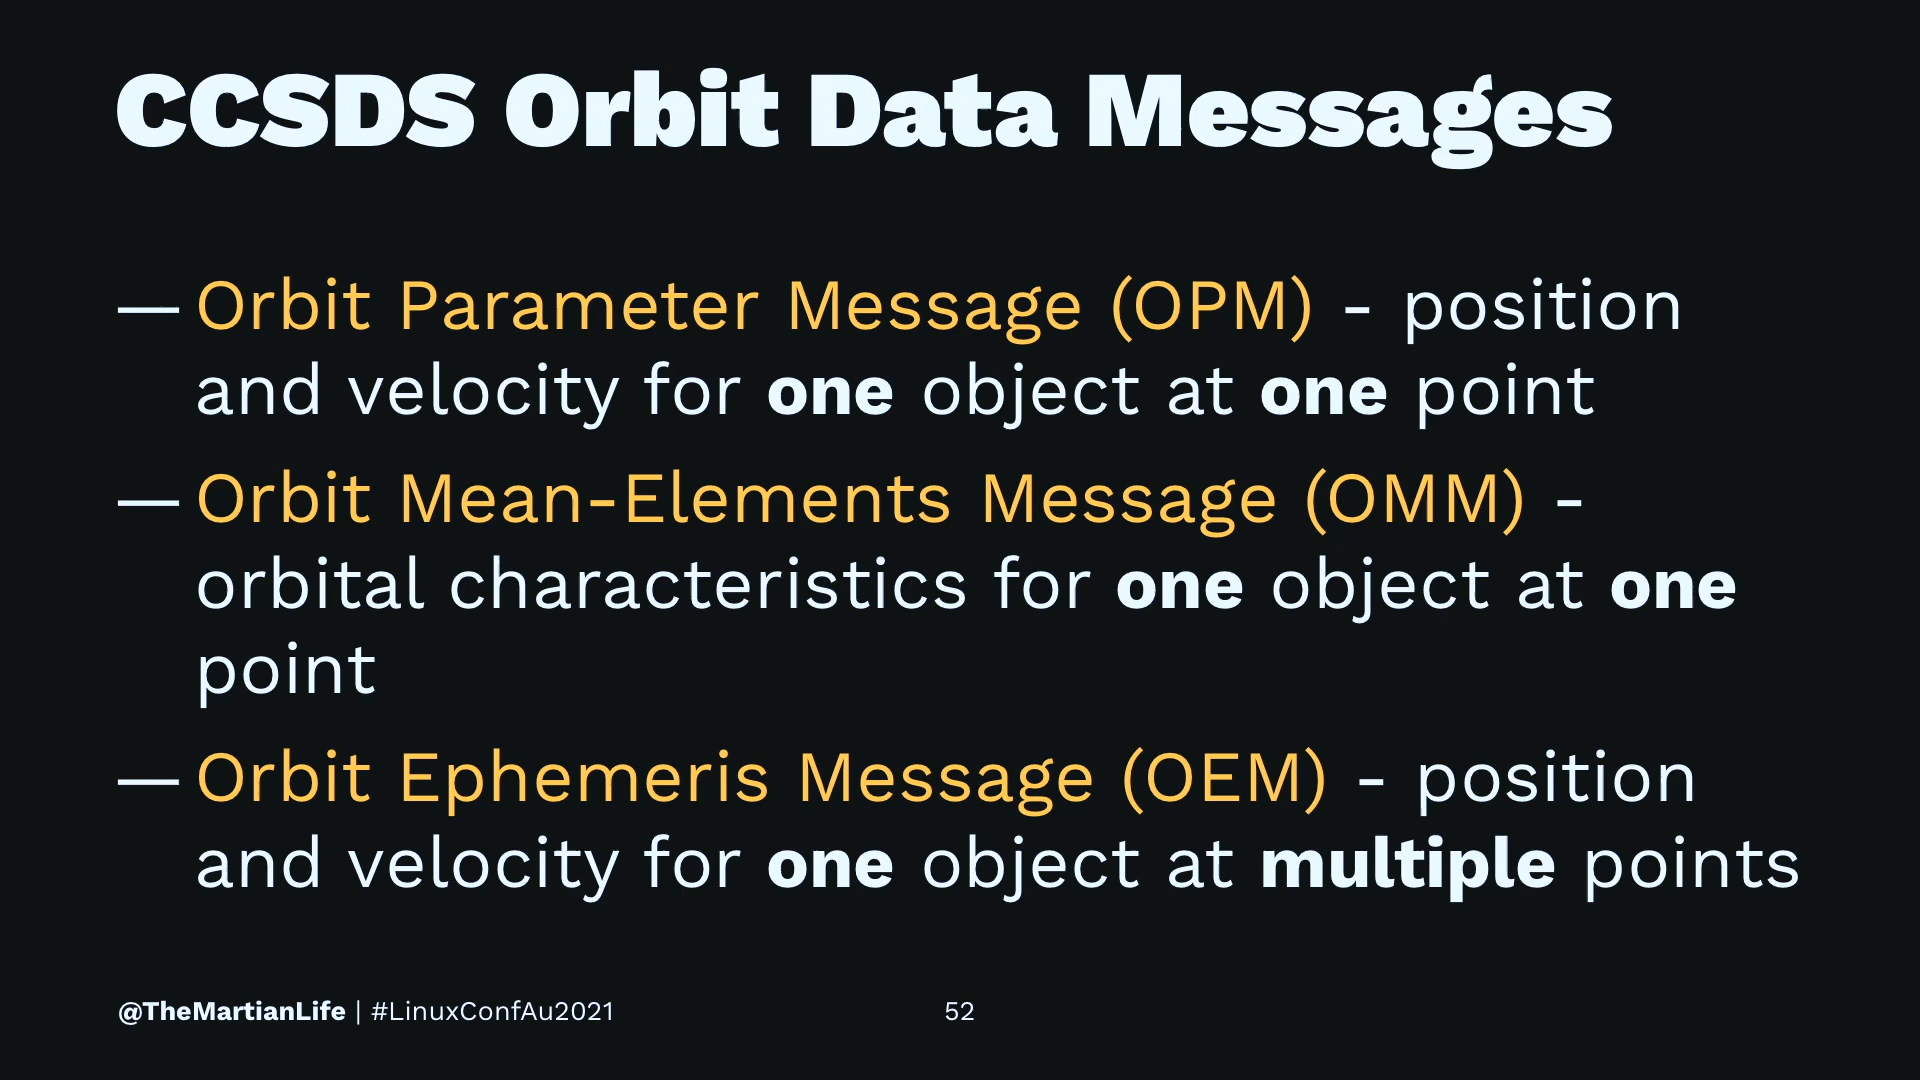 CCSDS Orbit Data Messages
— Orbit Parameter Message (OPM) - position
and velocity for one object at one point
— Orbit Mean-Elements Message (OMM) -
orbital characteristics for one object at one
point
— Orbit Ephemeris Message (OEM) - position
and velocity for one object at multiple points
@TheMartianLife | #LinuxConfAu2021
52